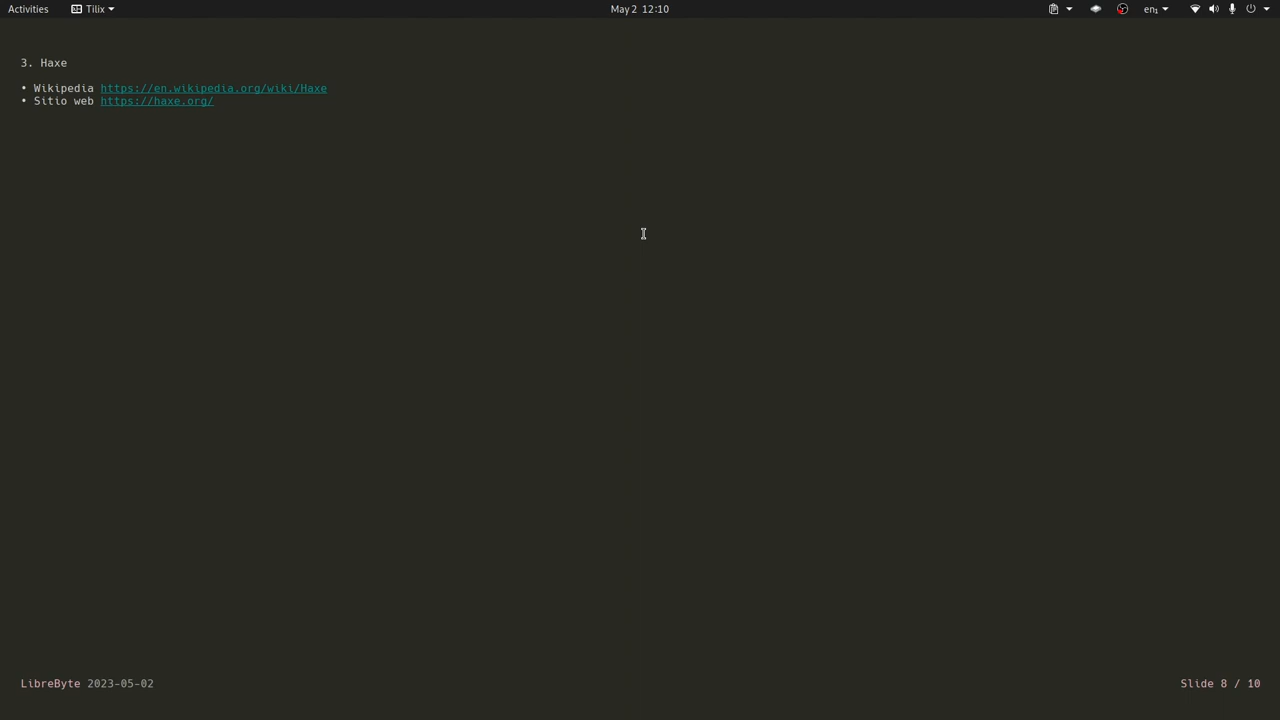 Activities Tilix May 2 12:10 en₁
3. Haxe
• Wikipedia https://en.wikipedia.org/wiki/Haxe
• Sitio web https://haxe.org/
LibreByte 2023-05-02 Slide 8 / 10